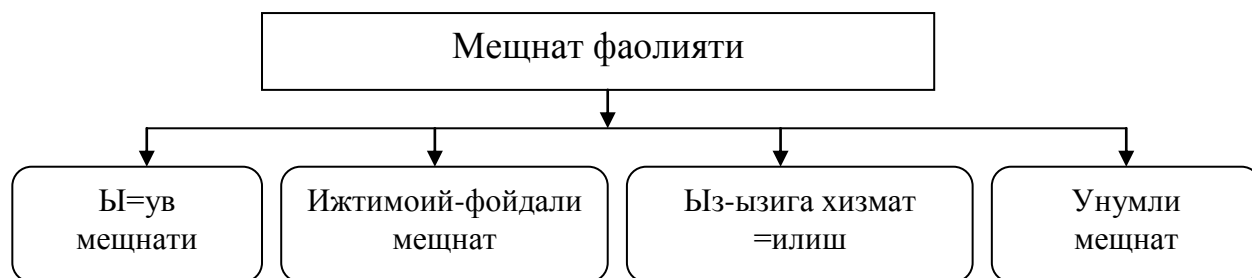 Мещнат фаолияти
Ы=ув
мещнати
Ижтимоий-фойдали
мещнат
Ыз-ызига хизмат
=илиш
Унумли
мещнат